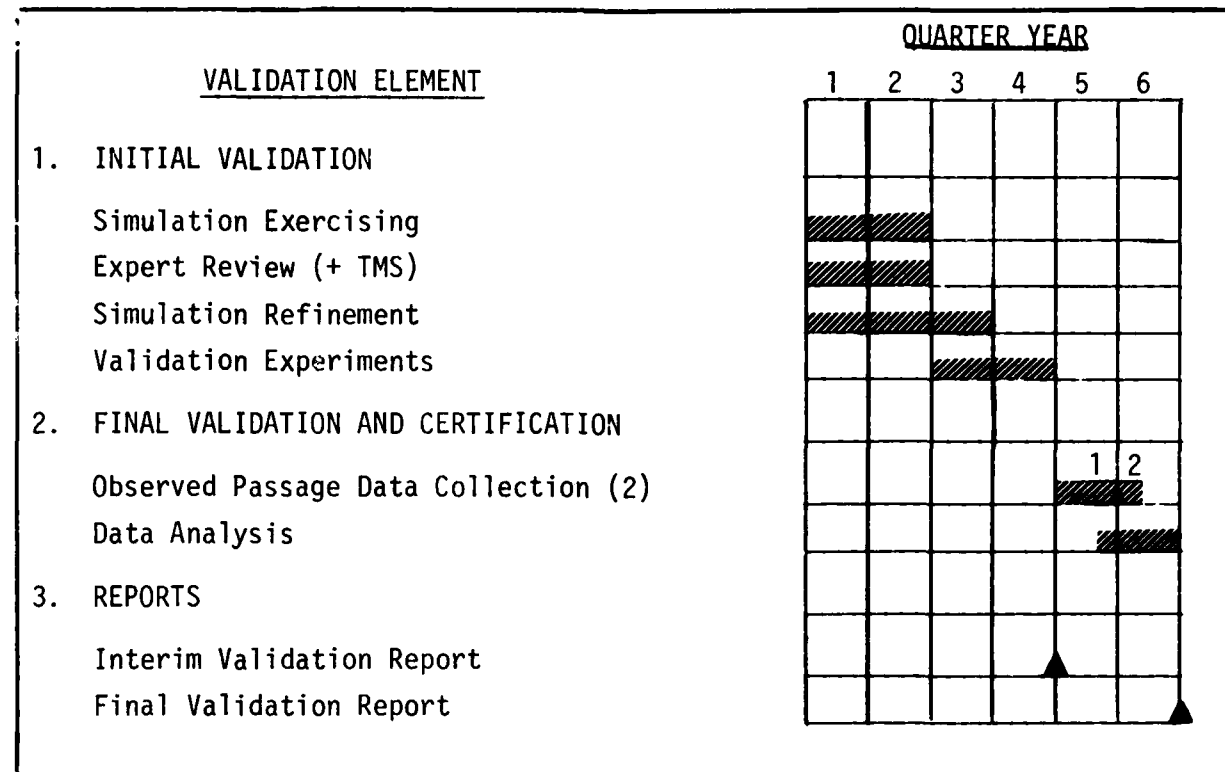 QUARTER YEAR
VALIDATION ELEMENT
1 2 3 4 5 6
1. INITIAL VALIDATION
Simulation Exercising
Expert Review (+ TMS)
Simulation Refinement
Validation Experiments
2. FINAL VALIDATION AND CERTIFICATION
1 2
Observed Passage Data Collection (2)
Data Analysis
3. REPORTS
Interim Validation Report
Final Validation Report